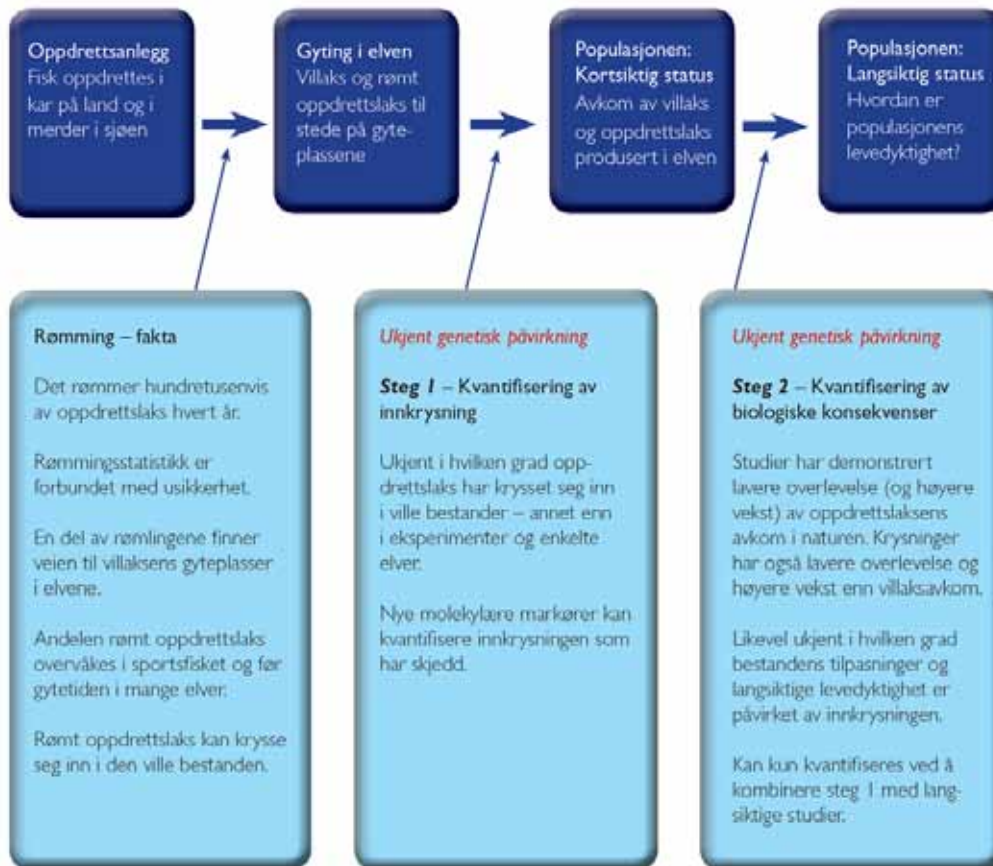 Oppdrettsanlegg
Fisk oppdrettes i
kar på land og i
merder i sjøen
Gyting i elven
Villaks og rømt
oppdrettslaks til
stede på gyte-
plassene
Populasjonen:
Kortsiktig status
Avkom av villaks
og oppdrettslaks
produsert i elven
Populasjonen:
Langsiktig status
Hvordan er
populasjonens
levedyktighet?
Rømming – fakta
Det rømmer hundretusenvis
av oppdrettslaks hvert år.
Rømmingsstatistikk er
forbundet med usikkerhet.
En del av rømlingene finner
veien til villaksens gyteplasser
i elvene.
Andelen rømt oppdrettslaks
overvåkes i sportsfisket og før
gytetiden i mange elver.
Rømt oppdrettslaks kan krysse
seg inn i den ville bestanden.
Ukjent genetisk påvirkning
Steg 1 – Kvantifisering av
innkrysning
Ukjent i hvilken grad opp-
drettslaks har krysset seg inn
i ville bestander – annet enn
i eksperimenter og enkelte
elver.
Nye molekylære markører kan
kvantifisere innkrysningen som
har skjedd.
Ukjent genetisk påvirkning
Steg 2 – Kvantifisering av
biologiske konsekvenser
Studier har demonstrert
lavere overlevelse (og høyere
vekst) av oppdrettslaksens
avkom i naturen. Krysninger
har også lavere overlevelse og
høyere vekst enn villaksavkom.
Likevel ukjent i hvilken grad
bestandens tilpasninger og
langsiktige levedyktighet er
påvirket av innkrysningen.
Kan kun kvantifiseres ved å
kombinere steg 1 med lang-
siktige studier.